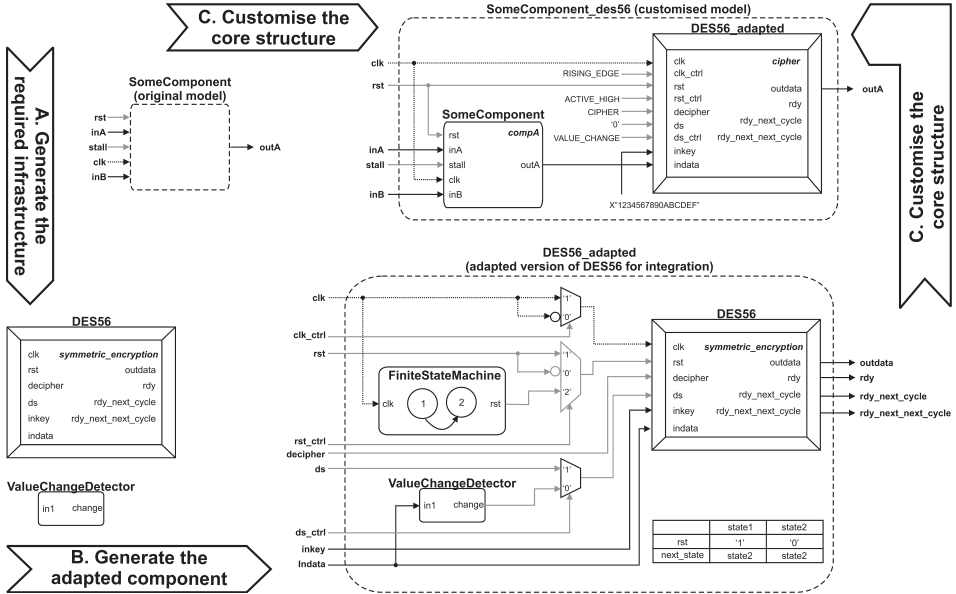 C. Customise the
core structure
SomeComponent_des56 (customised model)
DES56_adapted
clk
rst
RISING_EDGE
ACTIVE_HIGH
CIPHER
'0'
VALUE_CHANGE
clk
clk_ctrl
rst
rst_ctrl
decipher
ds
ds_ctrl
inkey
indata
cipher
outdata
rdy
rdy_next_cycle
rdy_next_next_cycle
outA
SomeComponent
compA
rst
inA
stall
clk
inB
outA
inA
stall
inB
X"1234567890ABCDEF"
C. Customise the
core structure
A. Generate the
required infrastructure
SomeComponent
(original model)
rst
inA
stall
clk
inB
outA
DES56_adapted
(adapted version of DES56 for integration)
clk
clk_ctrl
rst
rst_ctrl
decipher
ds
ds_ctrl
inkey
Indata
'1'
'0'
'1'
'0'
'2'
FiniteStateMachine
clk
1
2
rst
'1'
'0'
ValueChangeDetector
in1
change
DES56
clk
symmetric_encryption
rst
outdata
decipher
rdy
ds
rdy_next_cycle
inkey
rdy_next_next_cycle
indata
outdata
rdy
rdy_next_cycle
rdy_next_next_cycle
state1 state2
rst '1' '0'
next_state state2 state2
DES56
clk
symmetric_encryption
rst
outdata
decipher
rdy
ds
rdy_next_cycle
inkey
rdy_next_next_cycle
indata
ValueChangeDetector
in1
change
B. Generate the
adapted component